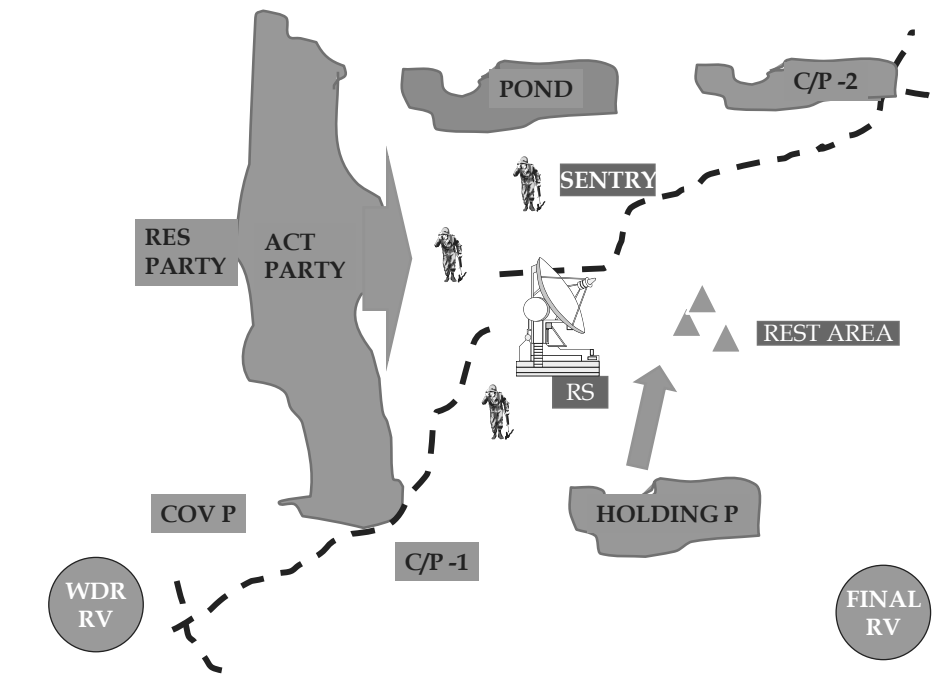 POND
C/P -2
SENTRY
RES
PARTY
ACT
PARTY
REST AREA
RS
COV P
HOLDING P
C/P -1
WDR
RV
FINAL
RV